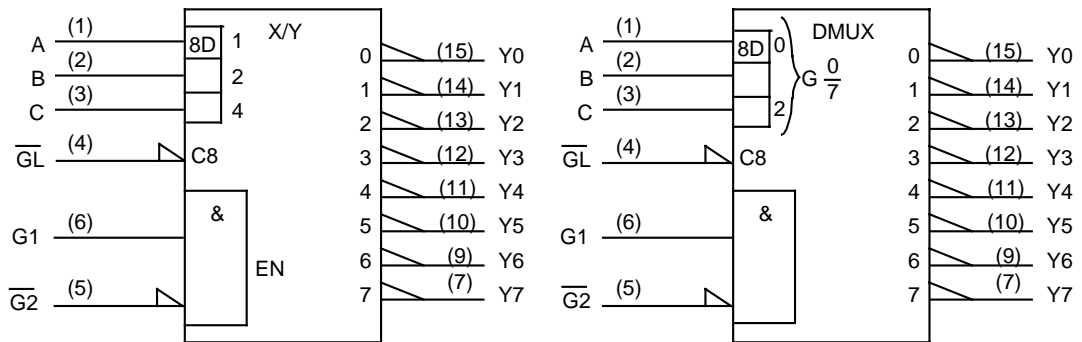 (1) X/Y (1) DMUX
A 8D 1 0 (15) Y0 A 8D 0 0 (15) Y0
(2) (2)
B 2 1 (14) Y1 B G 0/7 1 (14) Y1
(3) (3)
C 4 2 (13) Y2 C 2 2 (13) Y2
GL (4) C8 3 (12) Y3 GL (4) C8 3 (12) Y3
4 (11) Y4 4 (11) Y4
& &
G1 (6) 5 (10) Y5 G1 (6) 5 (10) Y5
EN 6 (9) Y6 6 (9) Y6
G2 (5) 7 (7) Y7 G2 (5) 7 (7) Y7